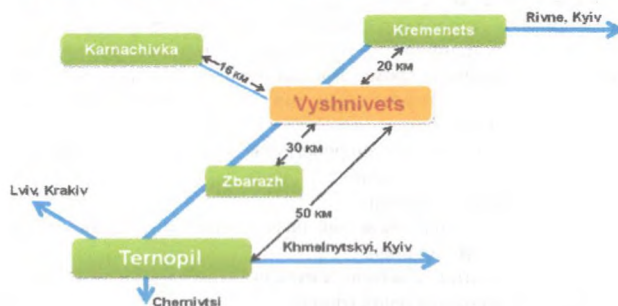 Rivne, Kyiv
Kremenets
Karnachivka
16 км
20 км
Vyshnivets
30 км
Zbarazh
50 км
Lviv, Krakiv
Ternopil
Khmelnytskyi, Kyiv
Cherniytsi